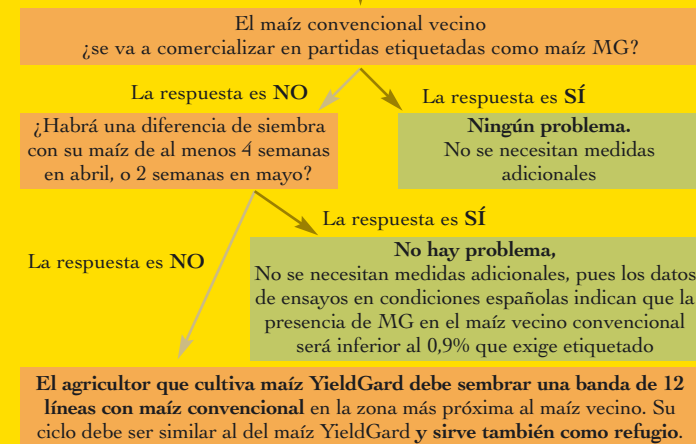 El maíz convencional vecino
¿se va a comercializar en partidas etiquetadas como maíz MG?
La respuesta es NO
La respuesta es SÍ
¿Habrá una diferencia de siembra
con su maíz de al menos 4 semanas
en abril, o 2 semanas en mayo?
Ningún problema.
No se necesitan medidas
adicionales
La respuesta es SÍ
La respuesta es NO
No hay problema,
No se necesitan medidas adicionales, pues los datos
de ensayos en condiciones españolas indican que la
presencia de MG en el maíz vecino convencional
será inferior al 0,9% que exige etiquetado
El agricultor que cultiva maíz YieldGard debe sembrar una banda de 12
líneas con maíz convencional en la zona más próxima al maíz vecino. Su
ciclo debe ser similar al del maíz YieldGard y sirve también como refugio.